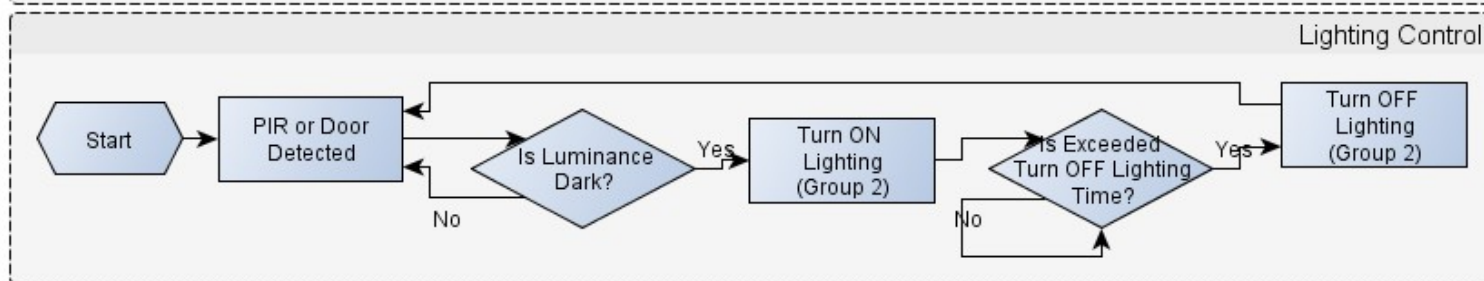 Lighting Control
Start
PIR or Door
Detected
Is Luminance
Dark?
Yes
No
Turn ON
Lighting
(Group 2)
Is Exceeded
Turn OFF Lighting
Time?
Yes
No
Turn OFF
Lighting
(Group 2)